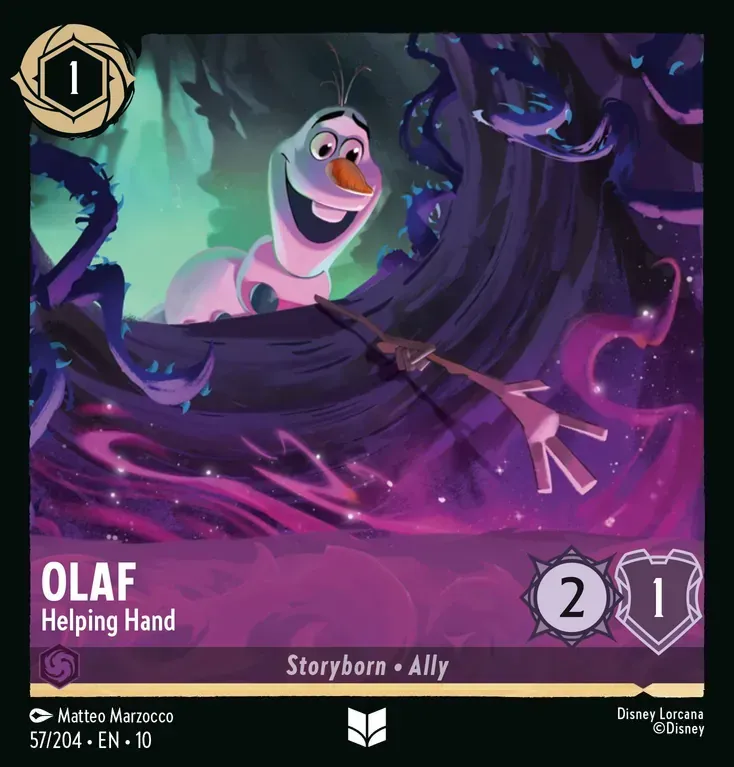 1
OLAF
Helping Hand
2
1
Storyborn • Ally
Matteo Marzocco
57/204 • EN • 10
Disney Lorcana
©Disney